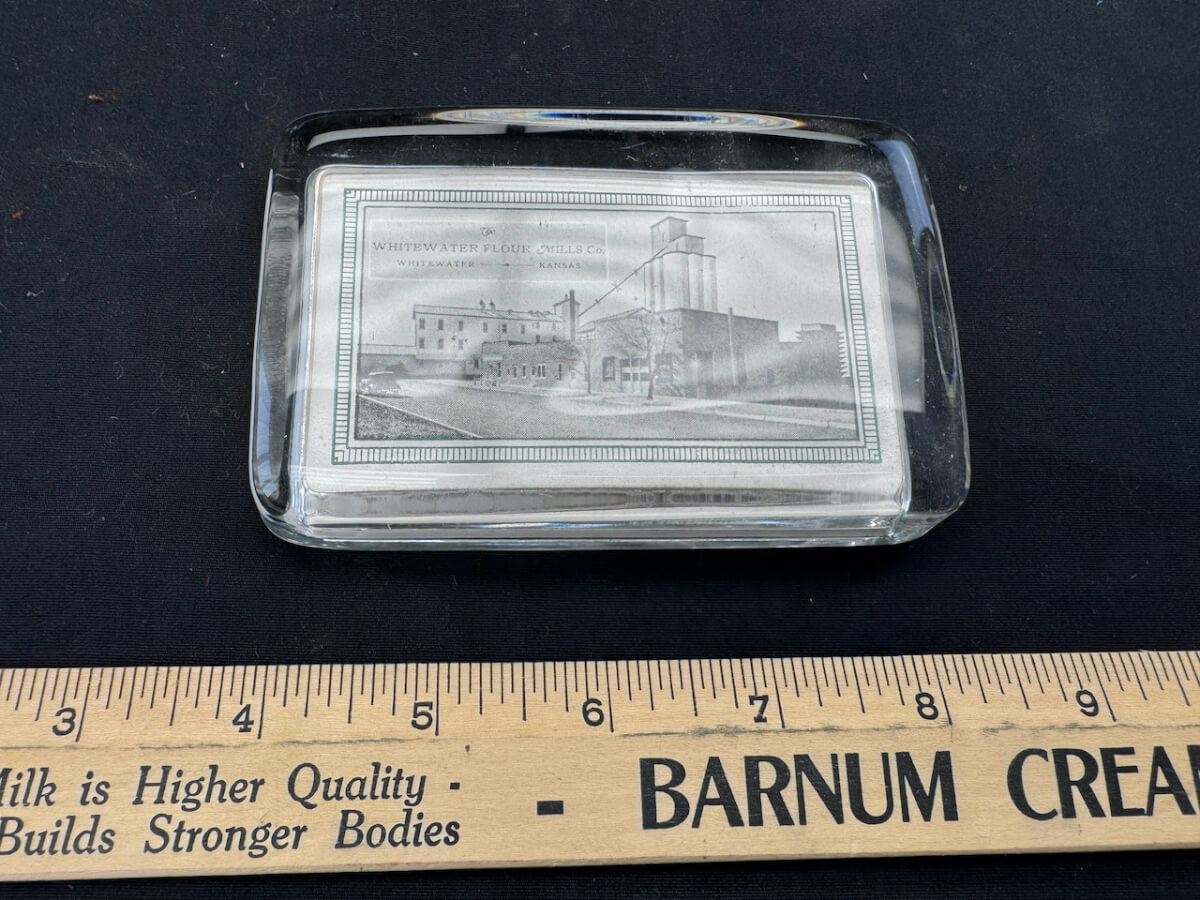 The
WHITEWATER FLOUR MILLS Co.
WHITEWATER KANSAS
3 4 5 6 7 8 9
Milk is Higher Quality -
Builds Stronger Bodies
- BARNUM CREA